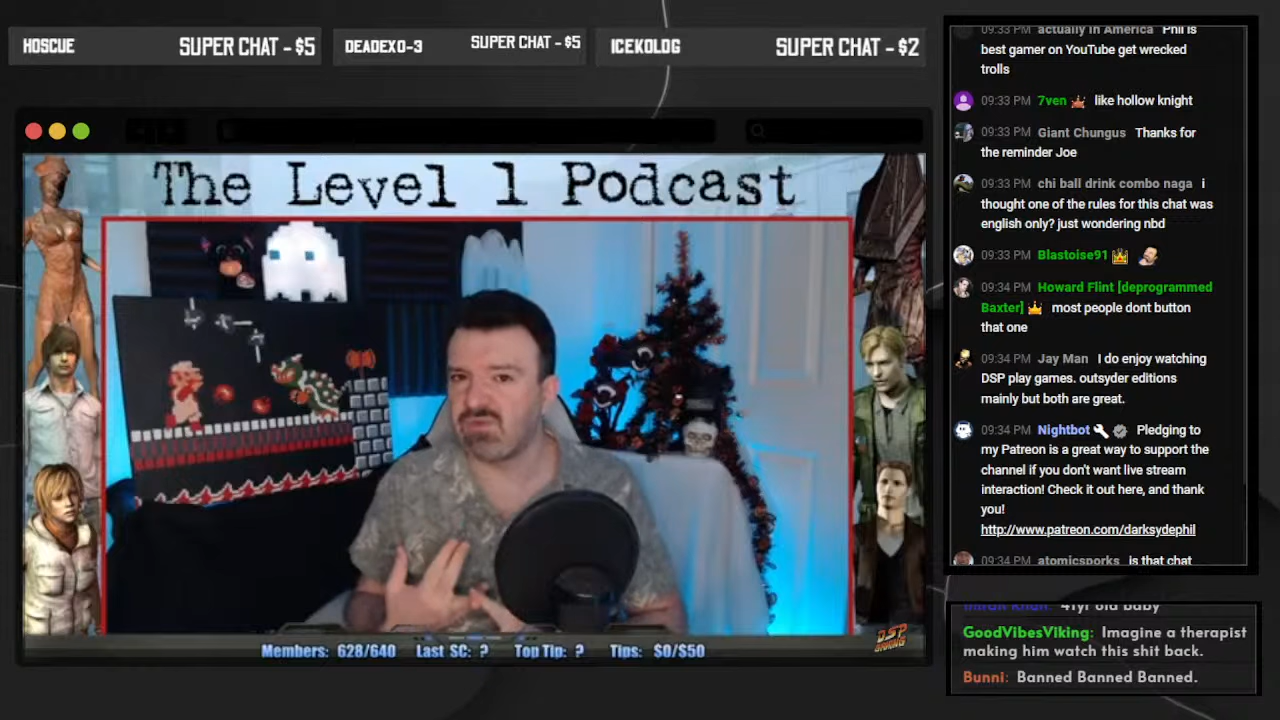 HOSCUE
SUPER CHAT - $5
DEADEXO-3
SUPER CHAT - $5
ICEKOLDG
SUPER CHAT - $2
The Level 1 Podcast
Members: 628/640 Last SC: ? Top Tip: ? Tips: $0/$50
DSP
GAMING
09:33 PM actually in America Phil is
best gamer on YouTube get wrecked
trolls
09:33 PM 7ven like hollow knight
09:33 PM Giant Chungus Thanks for
the reminder Joe
09:33 PM chi ball drink combo naga i
thought one of the rules for this chat was
english only? just wondering nbd
09:33 PM Blastoise91
09:34 PM Howard Flint [deprogrammed
Baxter] most people dont button
that one
09:34 PM Jay Man I do enjoy watching
DSP play games. outsyder editions
mainly but both are great.
09:34 PM Nightbot Pledging to
my Patreon is a great way to support the
channel if you don't want live stream
interaction! Check it out here, and thank
you!
http://www.patreon.com/darksydephil
09:34 PM atomicsporks is that chat
41yr old baby
GoodVibesViking: Imagine a therapist
making him watch this shit back.
Bunni: Banned Banned Banned.